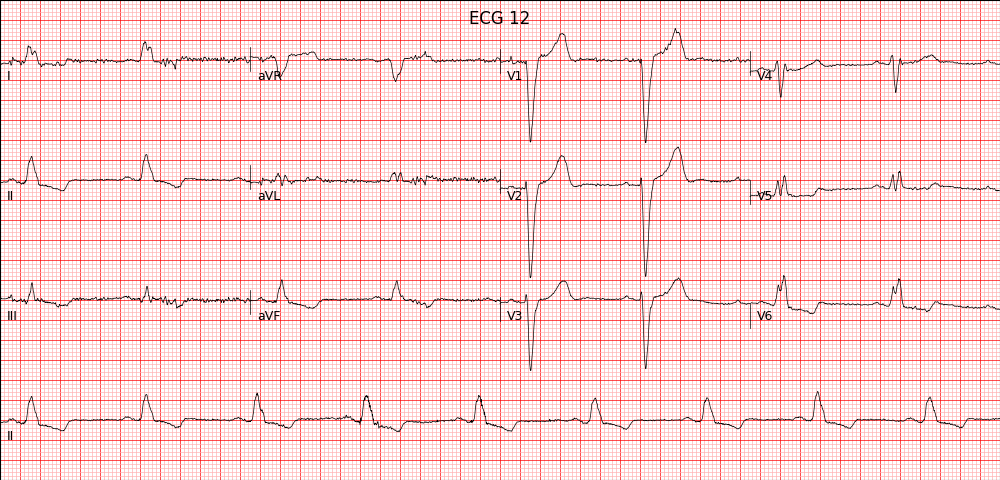 ECG 12
I aVR V1 V4
II aVL V2 V5
III aVF V3 V6
II